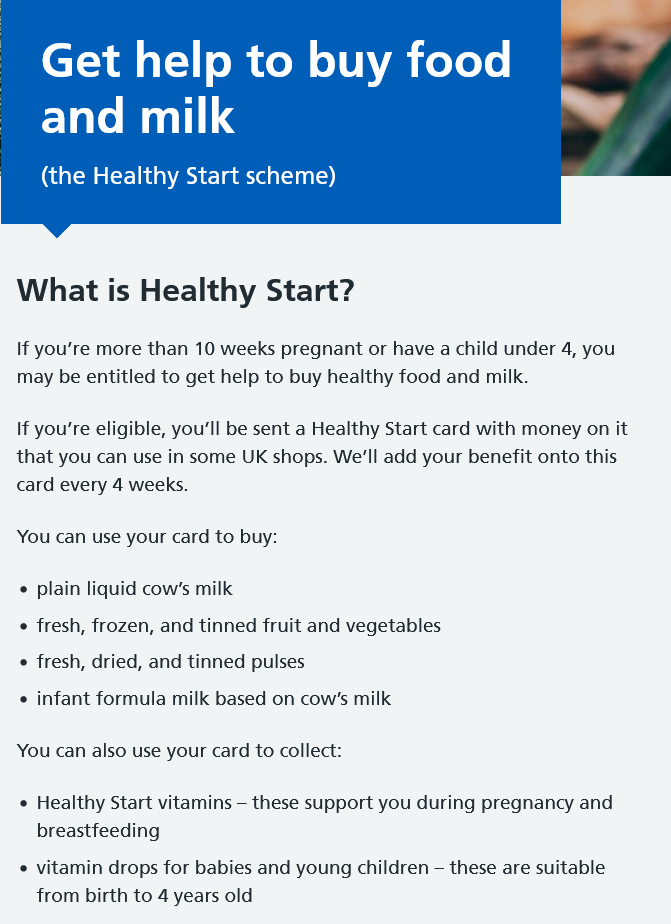 Get help to buy food
and milk
(the Healthy Start scheme)
What is Healthy Start?
If you’re more than 10 weeks pregnant or have a child under 4, you
may be entitled to get help to buy healthy food and milk.
If you’re eligible, you’ll be sent a Healthy Start card with money on it
that you can use in some UK shops. We’ll add your benefit onto this
card every 4 weeks.
You can use your card to buy:
• plain liquid cow’s milk
• fresh, frozen, and tinned fruit and vegetables
• fresh, dried, and tinned pulses
• infant formula milk based on cow’s milk
You can also use your card to collect:
• Healthy Start vitamins – these support you during pregnancy and
breastfeeding
• vitamin drops for babies and young children – these are suitable
from birth to 4 years old